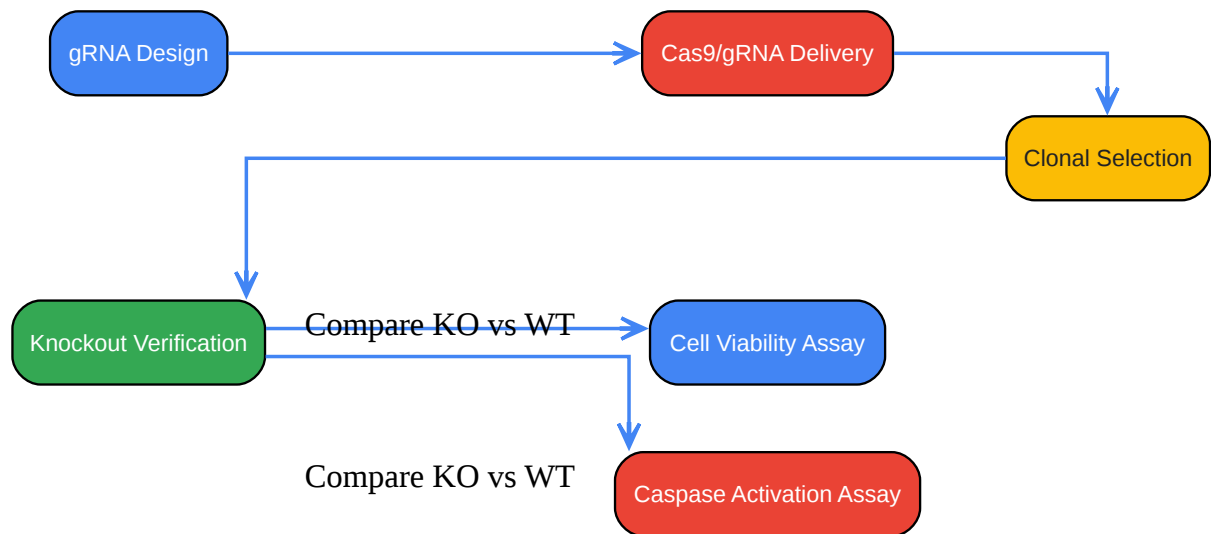 gRNA Design
Cas9/gRNA Delivery
Clonal Selection
Knockout Verification
Compare KO vs WT
Cell Viability Assay
Compare KO vs WT
Caspase Activation Assay